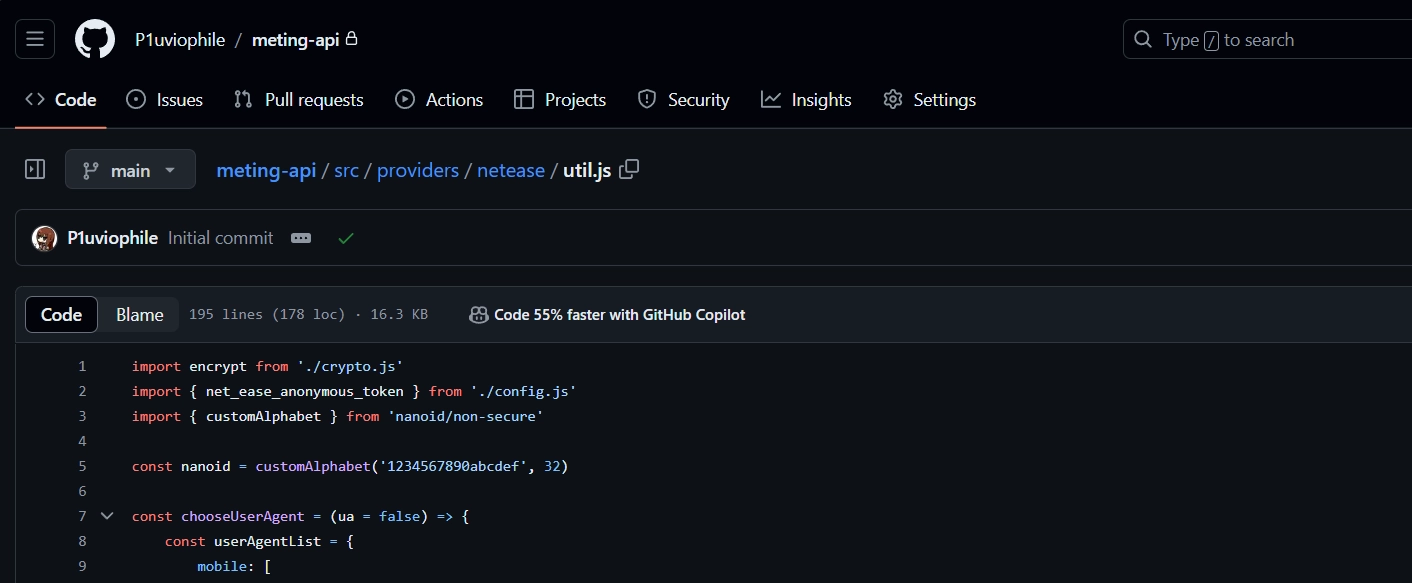 P1uviophile / meting-api
Type / to search
Code Issues Pull requests Actions Projects Security Insights Settings
main meting-api / src / providers / netease / util.js
P1uviophile Initial commit
Code Blame 195 lines (178 loc) · 16.3 KB Code 55% faster with GitHub Copilot
1 import encrypt from './crypto.js'
2 import { net_ease_anonymous_token } from './config.js'
3 import { customAlphabet } from 'nanoid/non-secure'
4
5 const nanoid = customAlphabet('1234567890abcdef', 32)
6
7 const chooseUserAgent = (ua = false) => {
8 const userAgentList = {
9 mobile: [